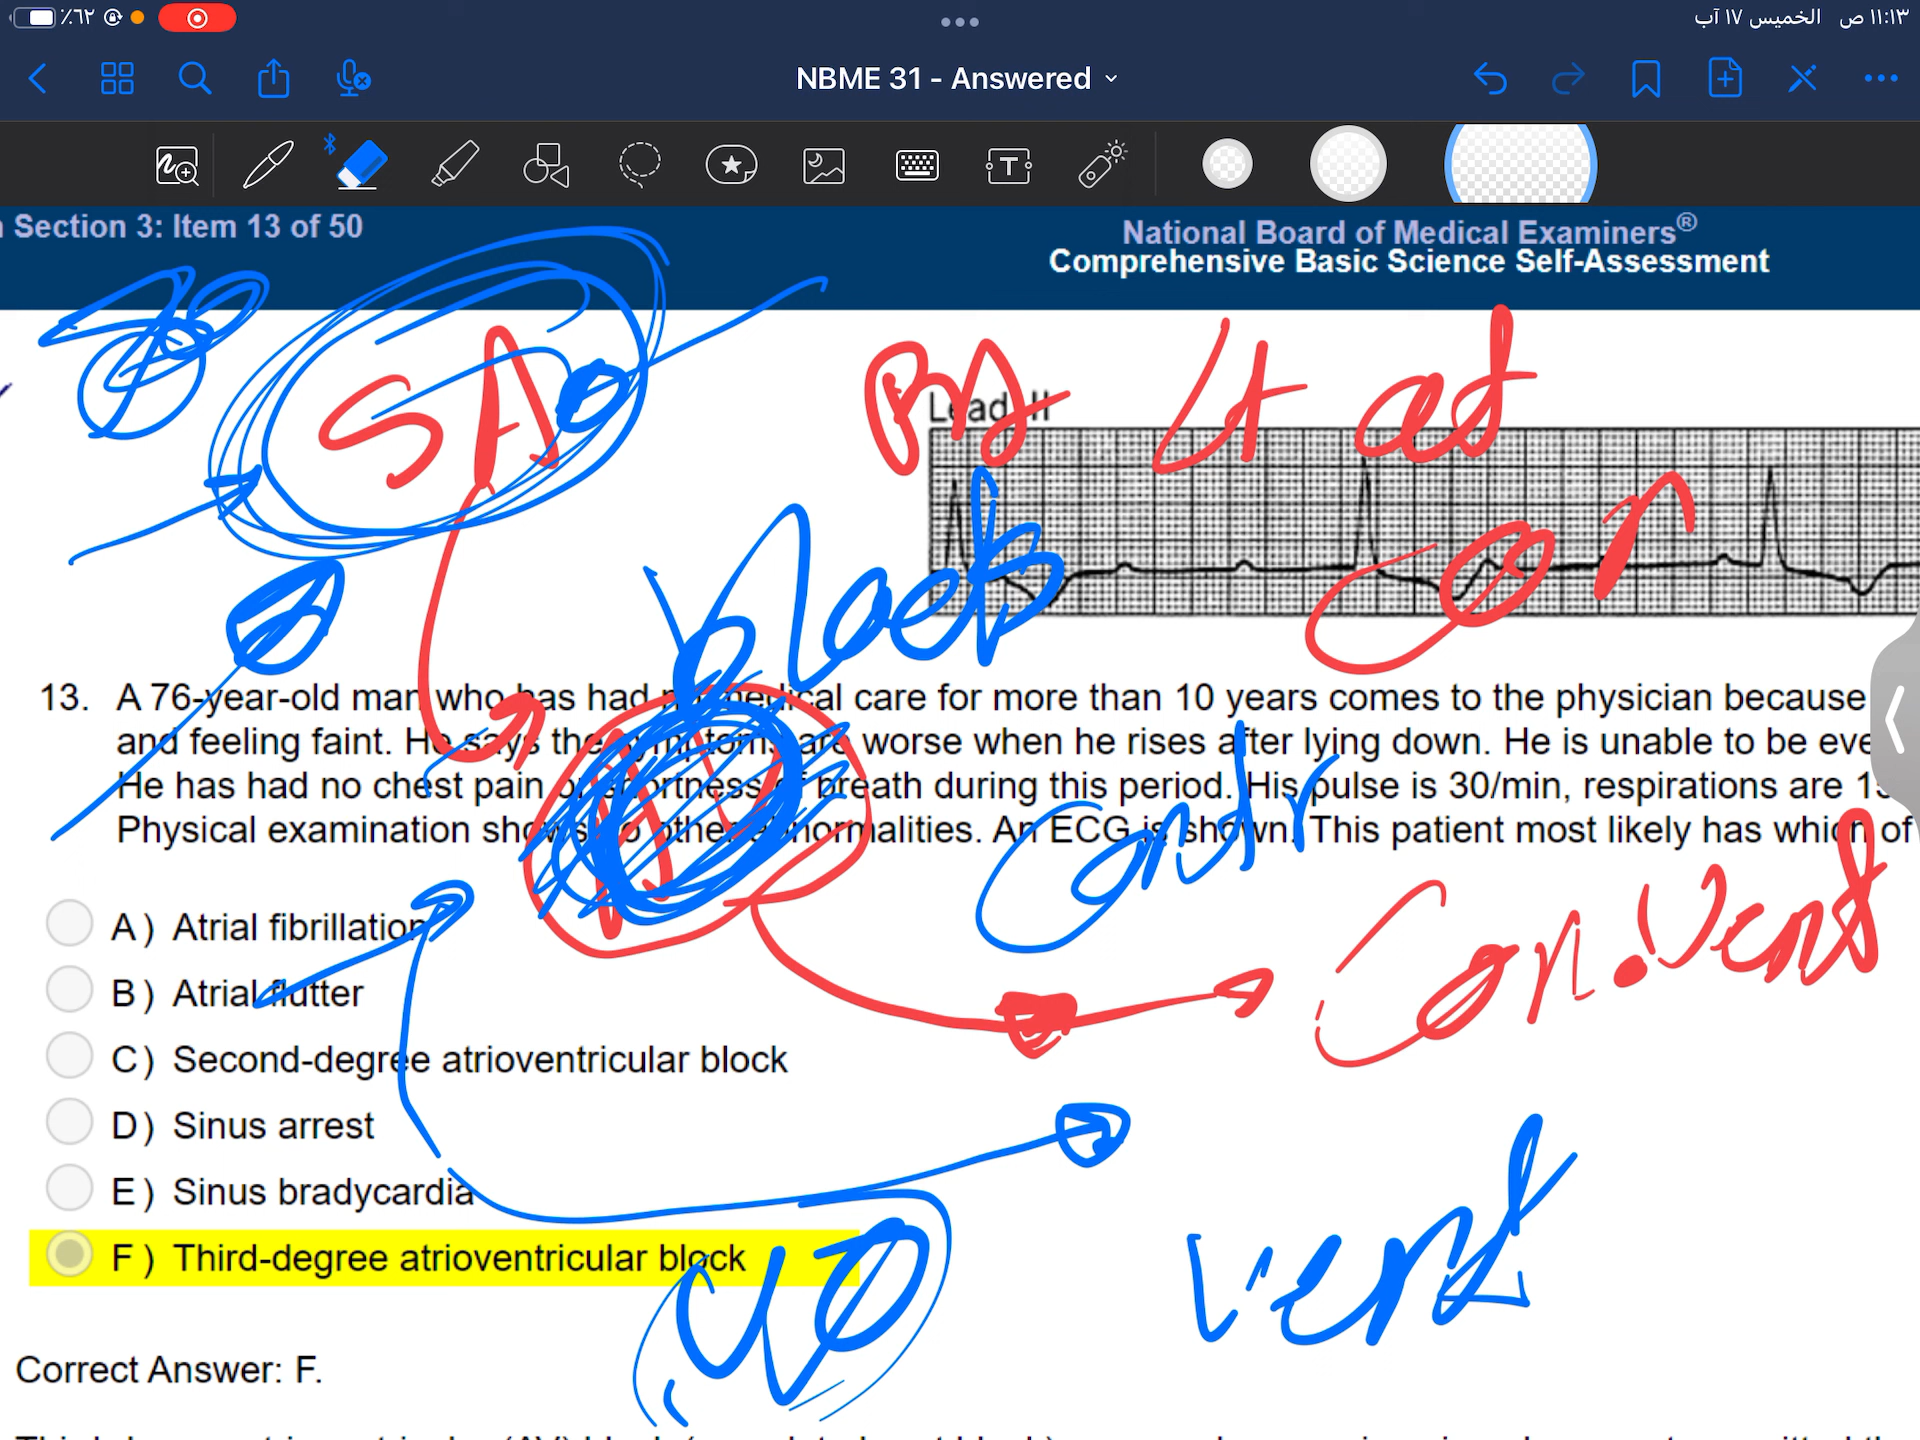 ٪٦٢
١١:١٣ ص الخميس ١٧ آب
NBME 31 - Answered
T
Section 3: Item 13 of 50
National Board of Medical Examiners®
Comprehensive Basic Science Self-Assessment
SA
Lead II
block
13. A 76-year-old man who has had no medical care for more than 10 years comes to the physician because
and feeling faint. He says the symptoms are worse when he rises after lying down. He is unable to be
He has had no chest pain or shortness of breath during this period. His pulse is 30/min, respirations are
Physical examination shows no other abnormalities. An ECG is shown. This patient most likely has which of
Contr
Con. Vent
A) Atrial fibrillation
B) Atrial flutter
C) Second-degree atrioventricular block
D) Sinus arrest
E) Sinus bradycardia
F) Third-degree atrioventricular block
40
vent
Correct Answer: F.